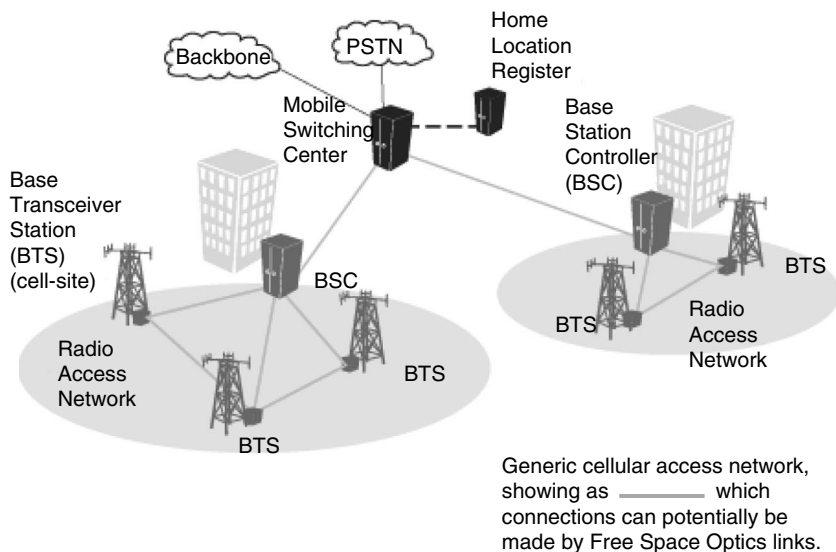 Backbone
PSTN
Home
Location
Register
Mobile
Switching
Center
Base
Station
Controller
(BSC)
Base
Transceiver
Station
(BTS)
(cell-site)
BSC
BTS
BTS
Radio
Access
Network
BTS
BTS
Radio
Access
Network
Generic cellular access network,
showing as which
connections can potentially be
made by Free Space Optics links.